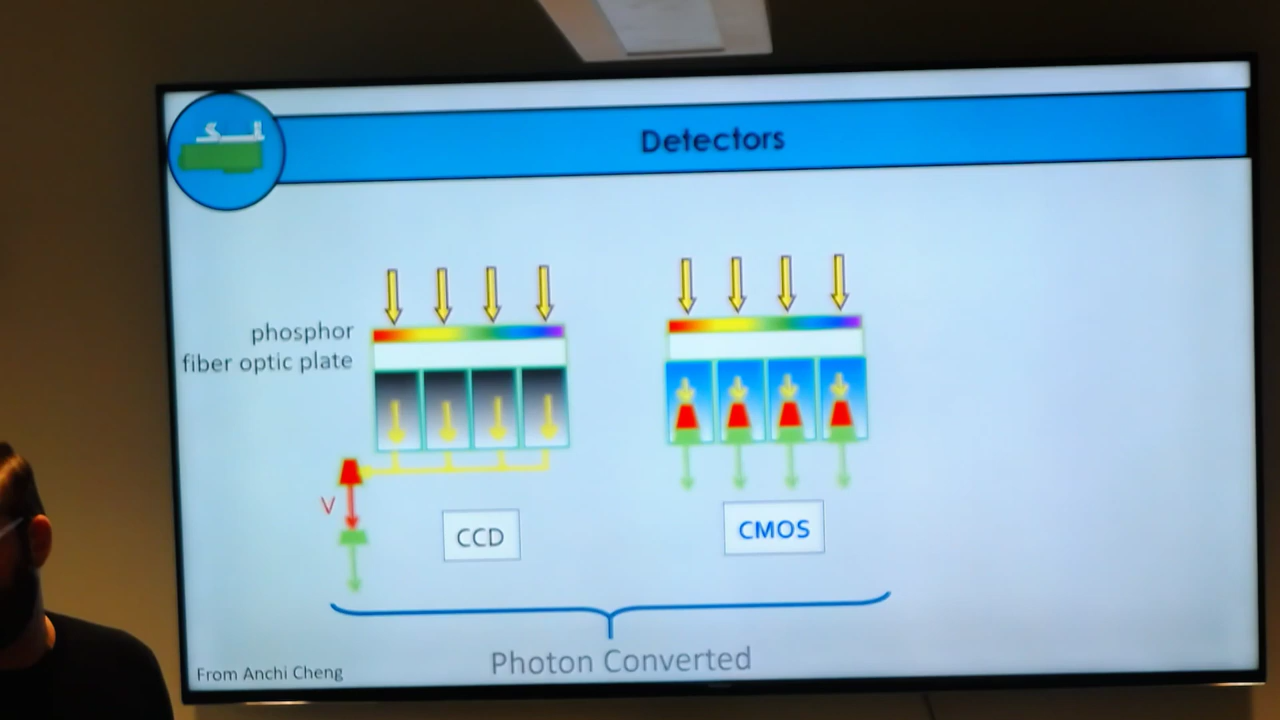 Detectors
phosphor
fiber optic plate
V
CCD
CMOS
Photon Converted
From Anchi Cheng